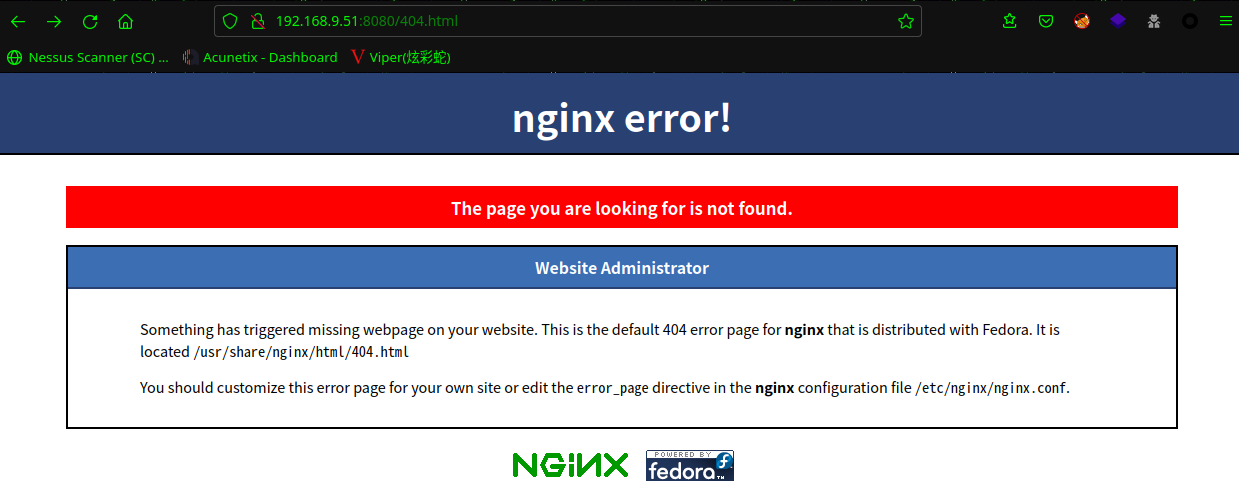 192.168.9.51:8080/404.html
Nessus Scanner (SC) ... Acunetix - Dashboard Viper(炫彩蛇)
nginx error!
The page you are looking for is not found.
Website Administrator
Something has triggered missing webpage on your website. This is the default 404 error page for nginx that is distributed with Fedora. It is
located /usr/share/nginx/html/404.html
You should customize this error page for your own site or edit the error_page directive in the nginx configuration file /etc/nginx/nginx.conf.
NGINX
POWERED BY
fedora™